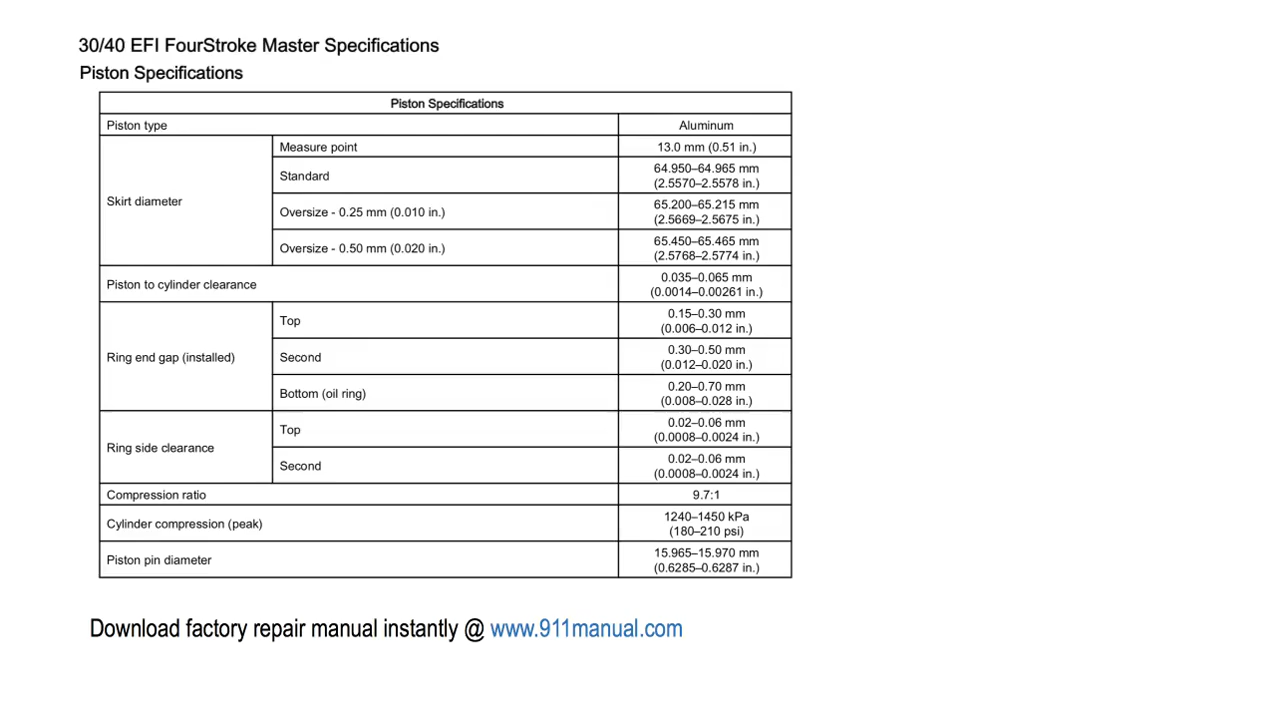 30/40 EFI FourStroke Master Specifications
Piston Specifications
Piston Specifications
Piston type Aluminum
Skirt diameter
Measure point 13.0 mm (0.51 in.)
Standard 64.950–64.965 mm
(2.5570–2.5578 in.)
Oversize - 0.25 mm (0.010 in.) 65.200–65.215 mm
(2.5669–2.5675 in.)
Oversize - 0.50 mm (0.020 in.) 65.450–65.465 mm
(2.5768–2.5774 in.)
Piston to cylinder clearance 0.035–0.065 mm
(0.0014–0.00261 in.)
Ring end gap (installed)
Top 0.15–0.30 mm
(0.006–0.012 in.)
Second 0.30–0.50 mm
(0.012–0.020 in.)
Bottom (oil ring) 0.20–0.70 mm
(0.008–0.028 in.)
Ring side clearance
Top 0.02–0.06 mm
(0.0008–0.0024 in.)
Second 0.02–0.06 mm
(0.0008–0.0024 in.)
Compression ratio 9.7:1
Cylinder compression (peak) 1240–1450 kPa
(180–210 psi)
Piston pin diameter 15.965–15.970 mm
(0.6285–0.6287 in.)
Download factory repair manual instantly @ www.911manual.com